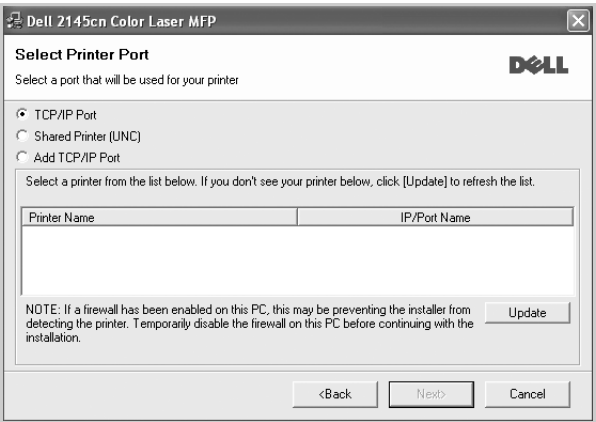 Dell 2145cn Color Laser MFP
Select Printer Port
Select a port that will be used for your printer
DELL
TCP/IP Port
Shared Printer (UNC)
Add TCP/IP Port
Select a printer from the list below. If you don't see your printer below, click [Update] to refresh the list.
Printer Name IP/Port Name
NOTE: If a firewall has been enabled on this PC, this may be preventing the installer from
detecting the printer. Temporarily disable the firewall on this PC before continuing with the
installation.
Update
<Back Next> Cancel